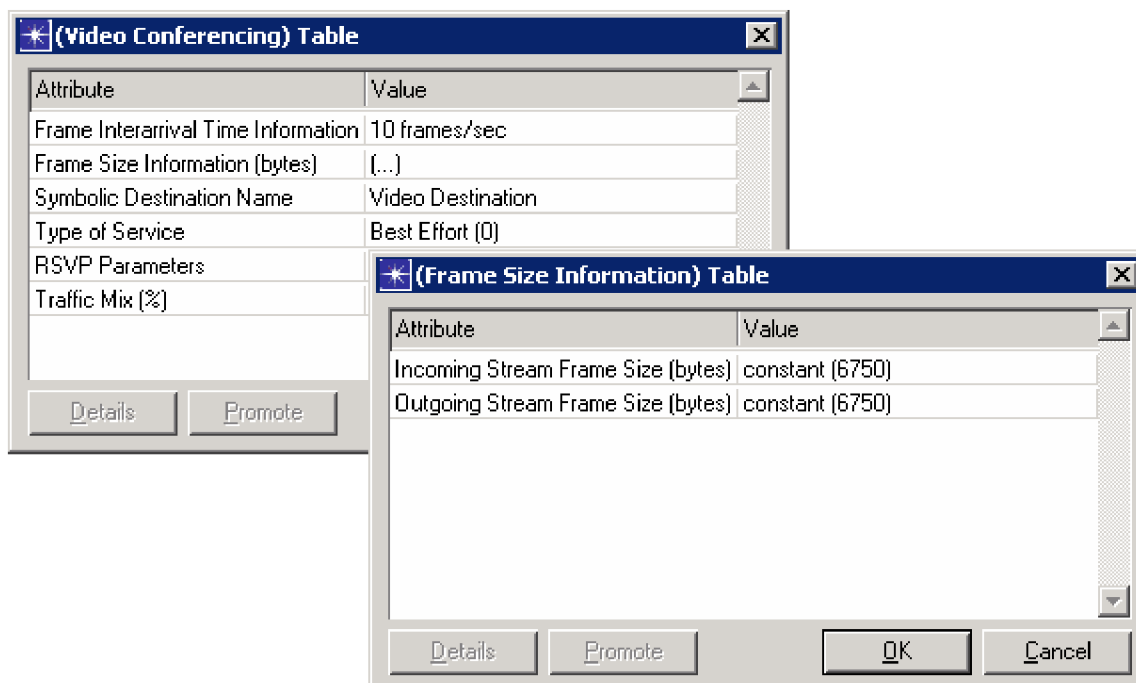 (Video Conferencing) Table
Attribute Value
Frame Interarrival Time Information 10 frames/sec
Frame Size Information (bytes) (...)
Symbolic Destination Name Video Destination
Type of Service Best Effort (0)
RSVP Parameters
Traffic Mix (%)
Details Promote
(Frame Size Information) Table
Attribute Value
Incoming Stream Frame Size (bytes) constant (6750)
Outgoing Stream Frame Size (bytes) constant (6750)
Details Promote OK Cancel